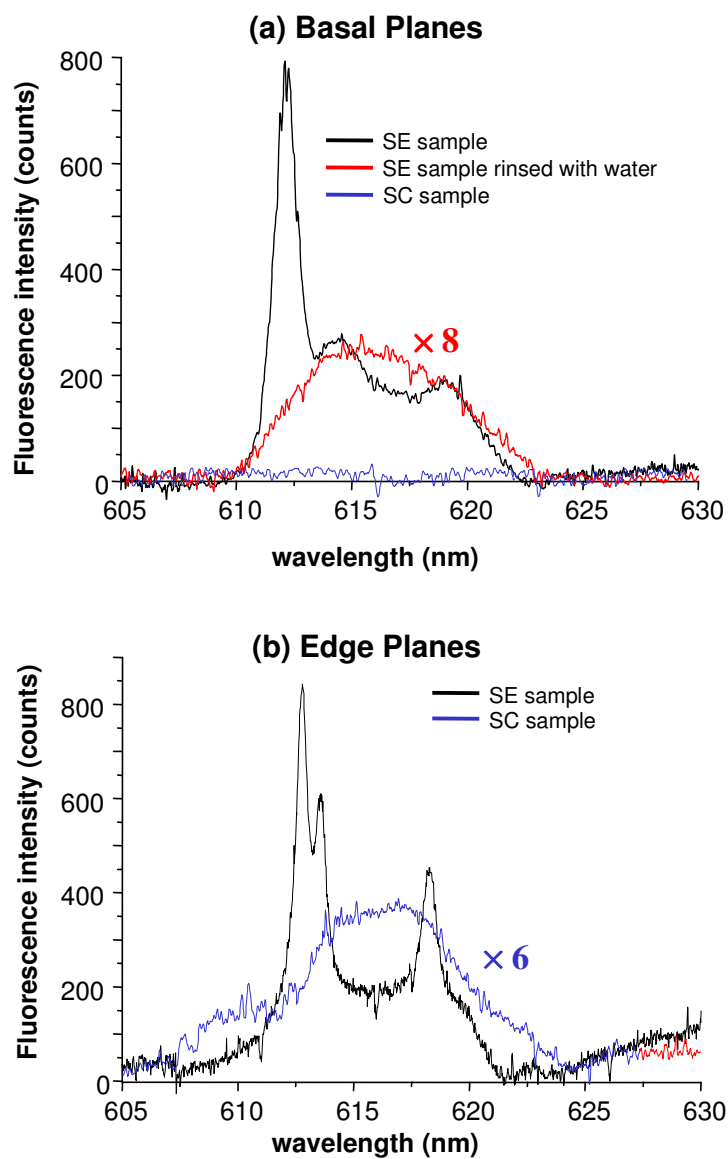 (a) Basal Planes
800
600
400
200
0
605 610 615 620 625 630
Fluorescence intensity (counts)
wavelength (nm)
SE sample
SE sample rinsed with water
SC sample
× 8
(b) Edge Planes
800
600
400
200
0
605 610 615 620 625 630
Fluorescence intensity (counts)
wavelength (nm)
SE sample
SC sample
× 6